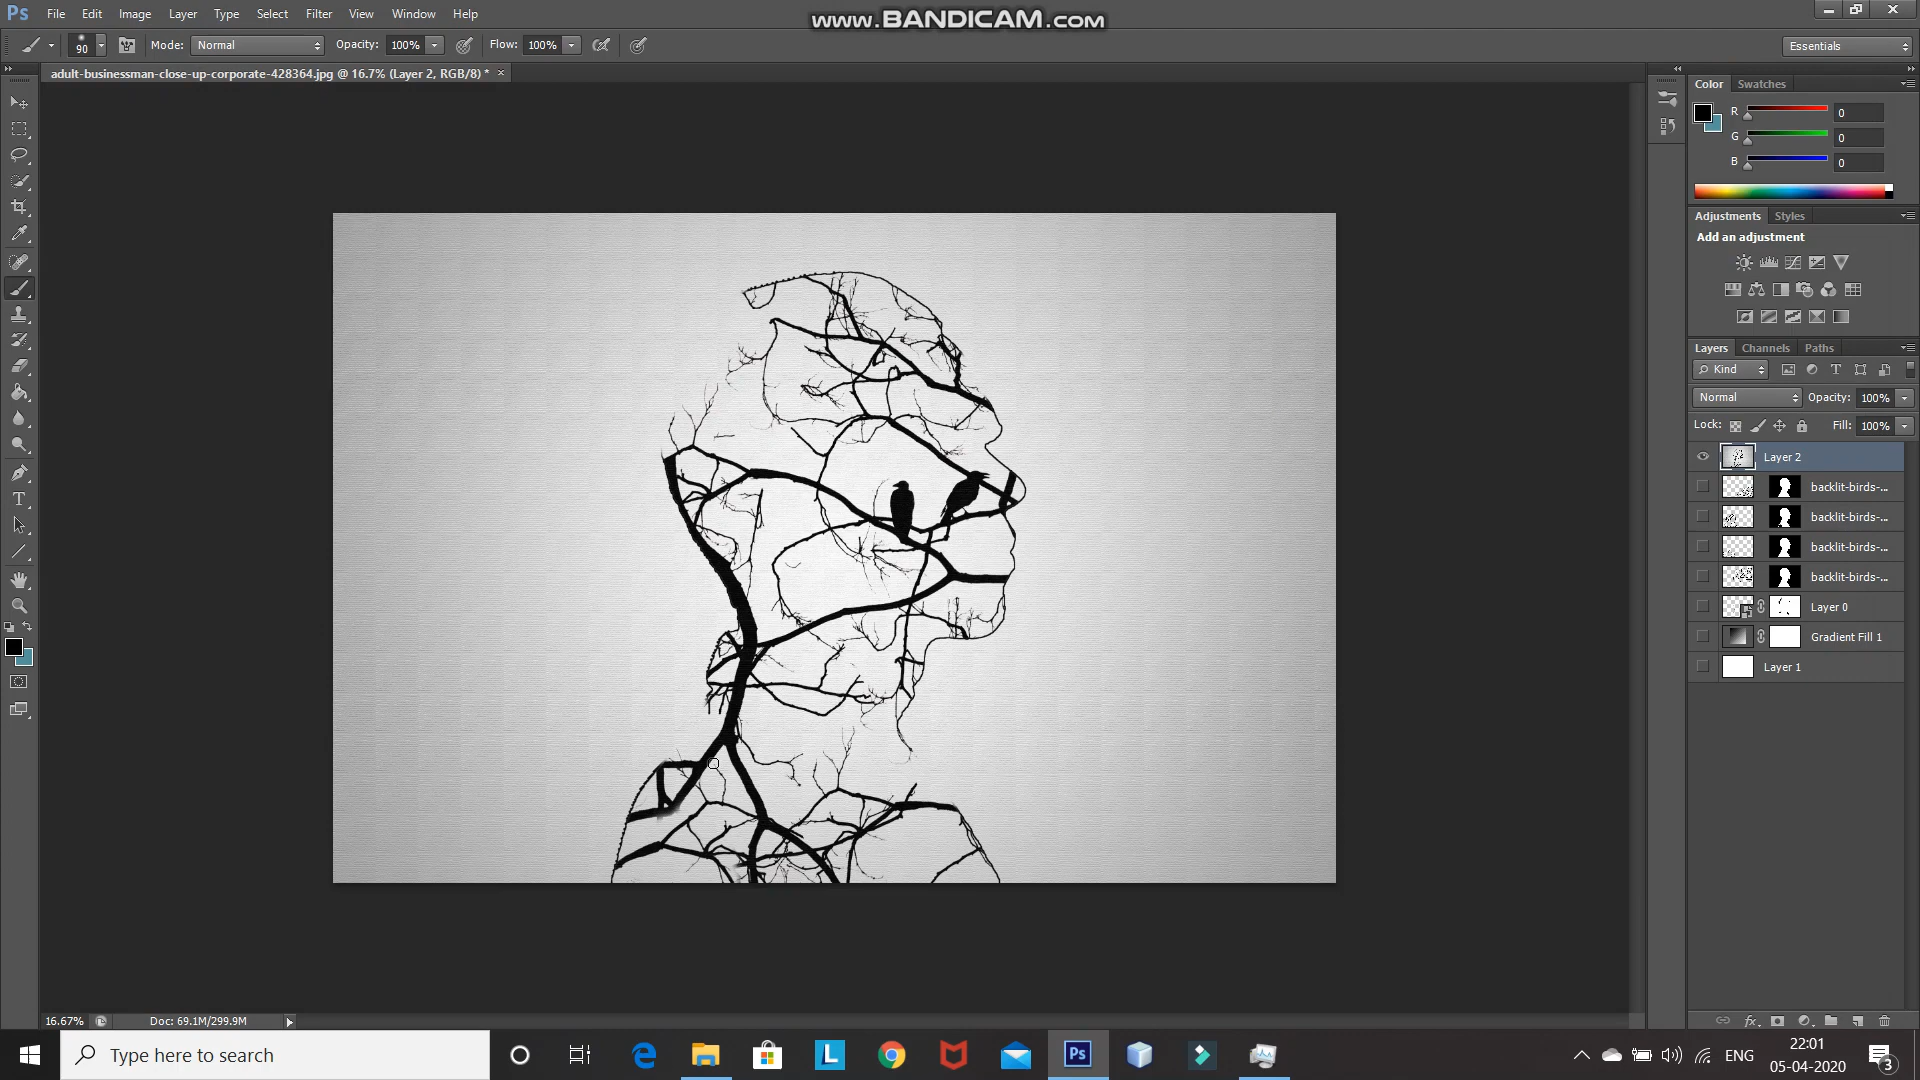 www.BANDICAM.com
Ps File Edit Image Layer Type Select Filter View Window Help
90 Mode: Normal Opacity: 100% Flow: 100% Essentials
adult-businessman-close-up-corporate-428364.jpg @ 16.7% (Layer 2, RGB/8) *
Color Swatches
R 0
G 0
B 0
Adjustments Styles
Add an adjustment
Layers Channels Paths
Kind
Normal Opacity: 100%
Lock: Fill: 100%
Layer 2
backlit-birds-...
backlit-birds-...
backlit-birds-...
backlit-birds-...
Layer 0
Gradient Fill 1
Layer 1
16.67% Doc: 69.1M/299.9M
Type here to search
L
Ps
ENG
22:01
05-04-2020
3